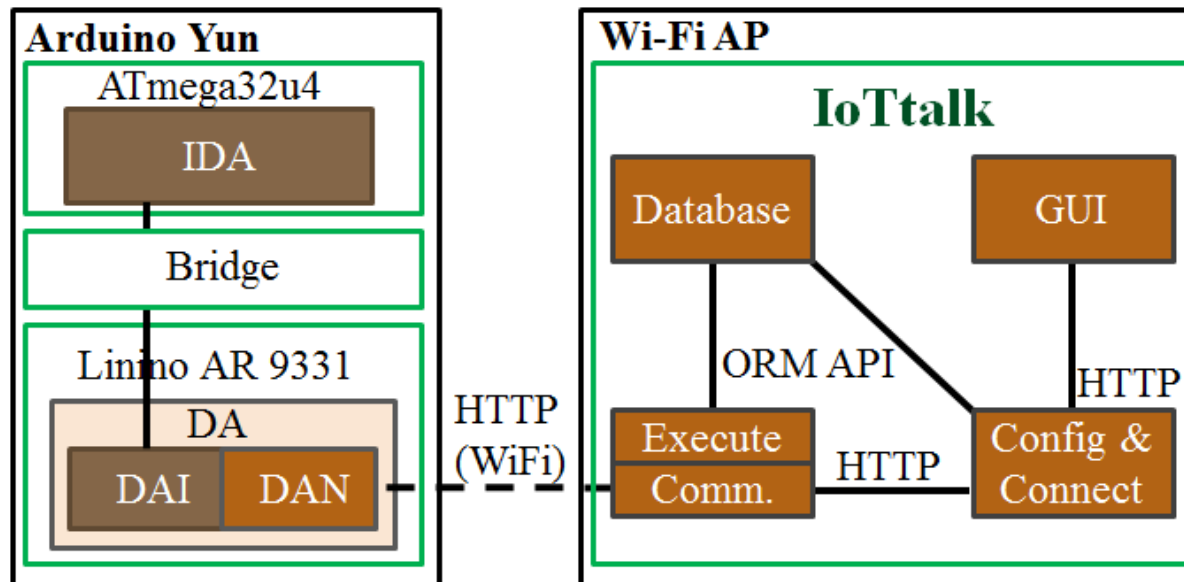 Arduino Yun
ATmega32u4
IDA
Bridge
Linino AR 9331
DA
DAI
DAN
HTTP
(WiFi)
Wi-Fi AP
IoTtalk
Database
GUI
ORM API
HTTP
Execute
Comm.
HTTP
Config &
Connect